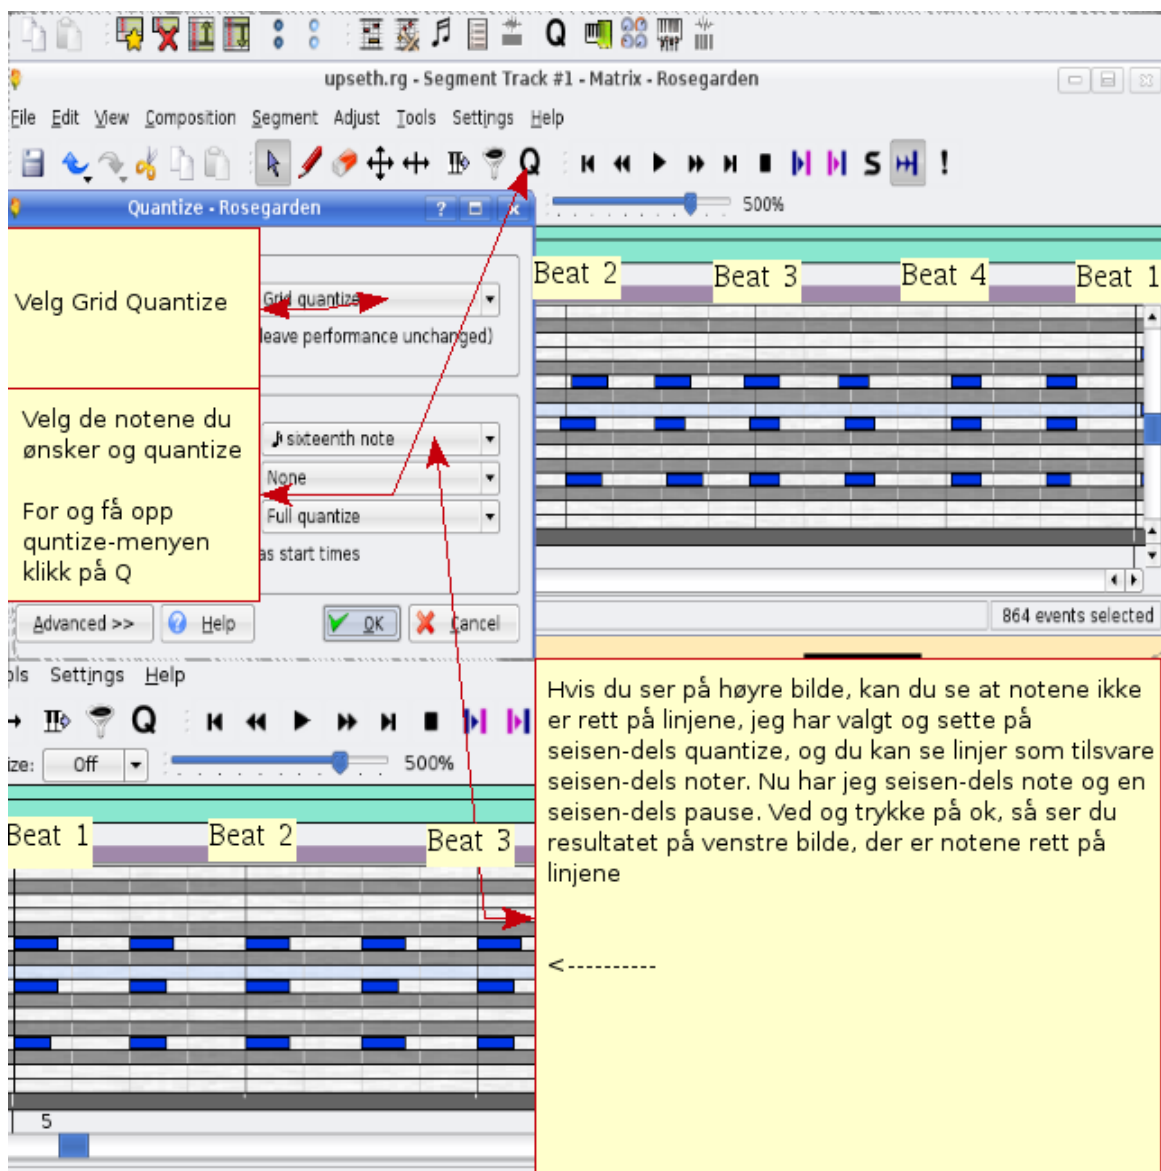 Q
upseth.rg - Segment Track #1 - Matrix - Rosegarden
File Edit View Composition Segment Adjust Tools Settings Help
Q S !
Quantize - Rosegarden ?
500%
Velg Grid Quantize
Grid quantize
leave performance unchanged)
Beat 2 Beat 3 Beat 4 Beat 1
Velg de notene du
ønsker og quantize
For og få opp
quntize-menyen
klikk på Q
sixteenth note
None
Full quantize
as start times
Advanced >> Help OK Cancel
864 events selected
ols Settings Help
Q
ize: Off 500%
Beat 1 Beat 2 Beat 3
5
Hvis du ser på høyre bilde, kan du se at notene ikke
er rett på linjene, jeg har valgt og sette på
seisen-dels quantize, og du kan se linjer som tilsvare
seisen-dels noter. Nu har jeg seisen-dels note og en
seisen-dels pause. Ved og trykke på ok, så ser du
resultatet på venstre bilde, der er notene rett på
linjene
<----------